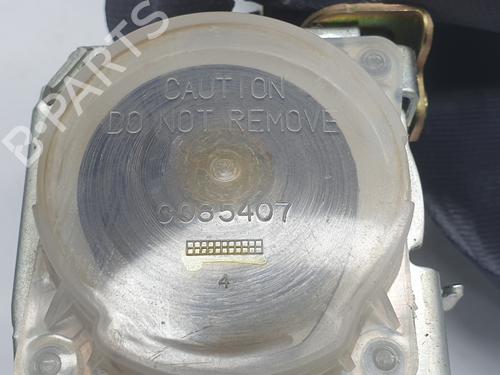 B-PARTS
CAUTION
DO NOT REMOVE
C085407
4